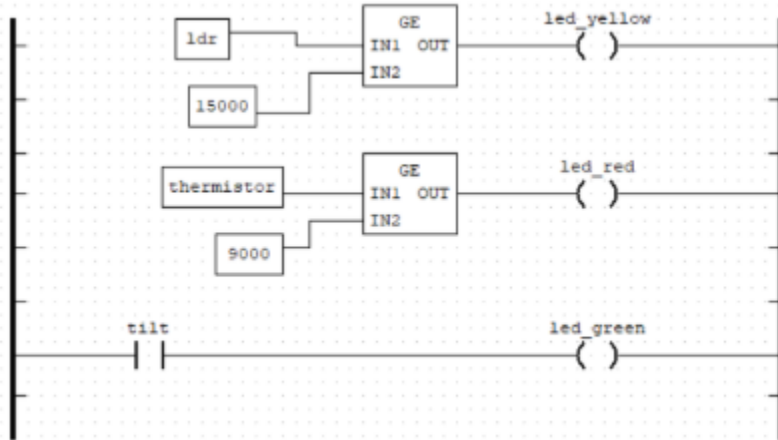 led_yellow
GE
ldr
IN1 OUT
IN2
15000
led_red
GE
thermistor
IN1 OUT
IN2
9000
tilt
led_green